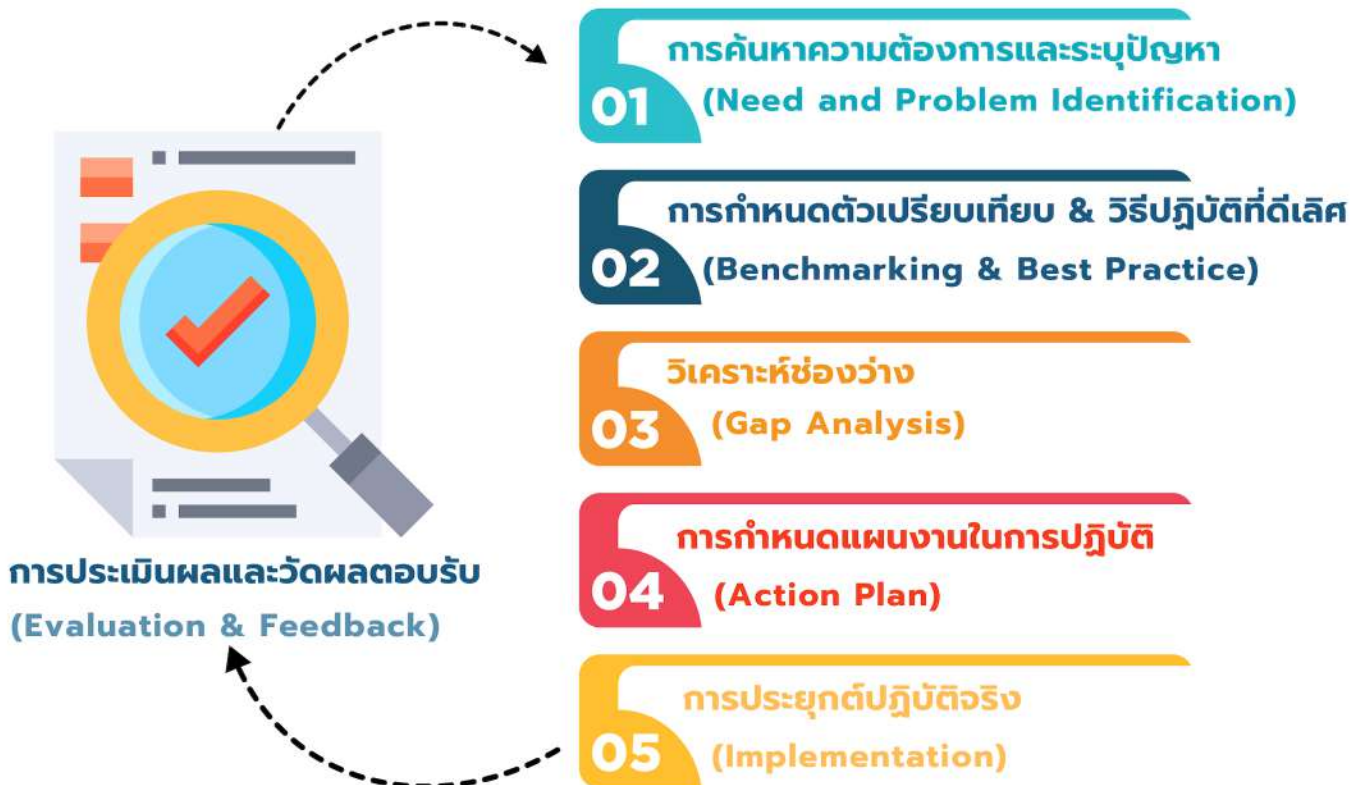 01
การค้นหาความต้องการและระบุปัญหา
(Need and Problem Identification)
02
การกำหนดตัวเปรียบเทียบ & วิธีปฏิบัติที่ดีเลิศ
(Benchmarking & Best Practice)
03
วิเคราะห์ช่องว่าง
(Gap Analysis)
04
การกำหนดแผนงานในการปฏิบัติ
(Action Plan)
05
การประยุกต์ปฏิบัติจริง
(Implementation)
การประเมินผลและวัดผลตอบรับ
(Evaluation & Feedback)